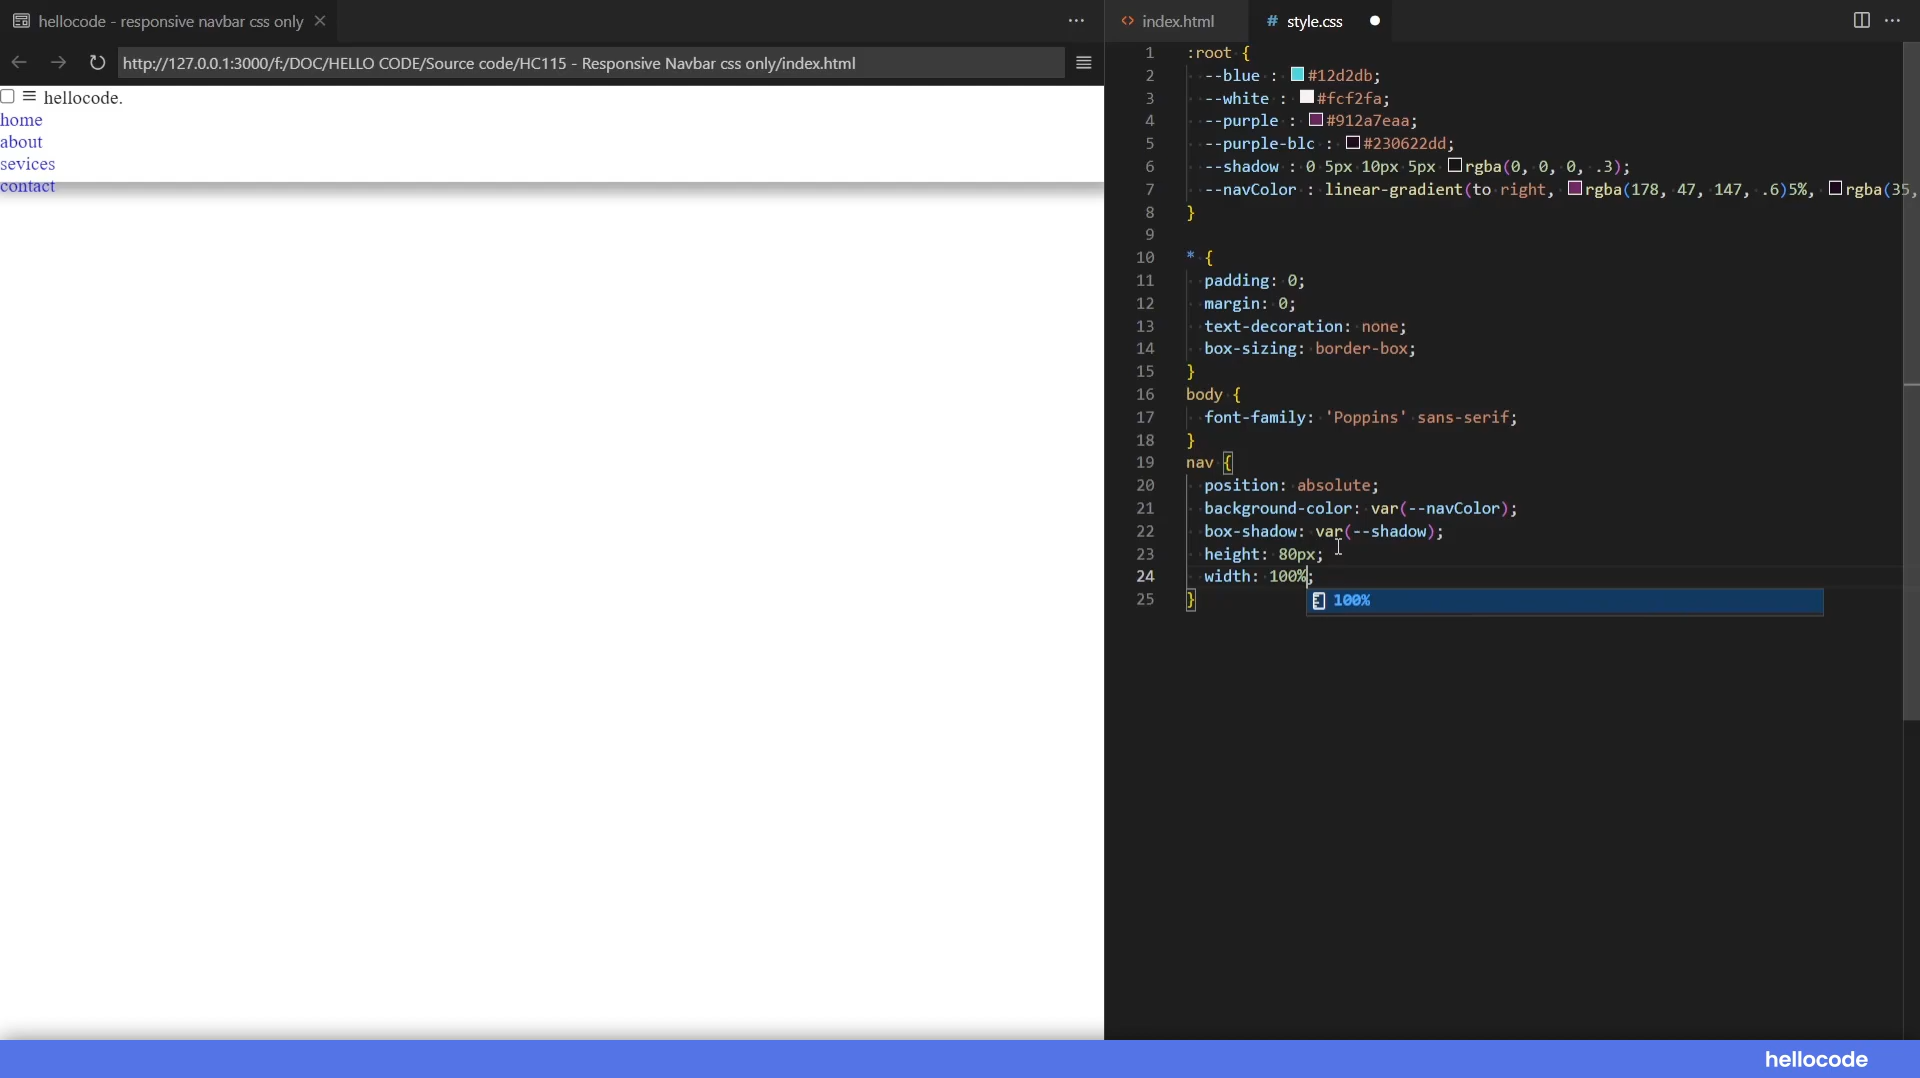 hellocode - responsive navbar css only
index.html
# style.css
http://127.0.0.1:3000/f:/DOC/HELLO CODE/Source code/HC115 - Responsive Navbar css only/index.html
hellocode.
home
about
sevices
contact
1 :root {
2 --blue : #12d2db;
3 --white : #fcf2fa;
4 --purple : #912a7eaa;
5 --purple-blc : #230622dd;
6 --shadow : 0 5px 10px 5px rgba(0, 0, 0, .3);
7 --navColor : linear-gradient(to right, rgba(178, 47, 147, .6)5%, rgba(35,
8 }
9
10 * {
11 padding: 0;
12 margin: 0;
13 text-decoration: none;
14 box-sizing: border-box;
15 }
16 body {
17 font-family: 'Poppins' sans-serif;
18 }
19 nav {
20 position: absolute;
21 background-color: var(--navColor);
22 box-shadow: var(--shadow);
23 height: 80px;
24 width: 100%;
25 }
100%
hellocode